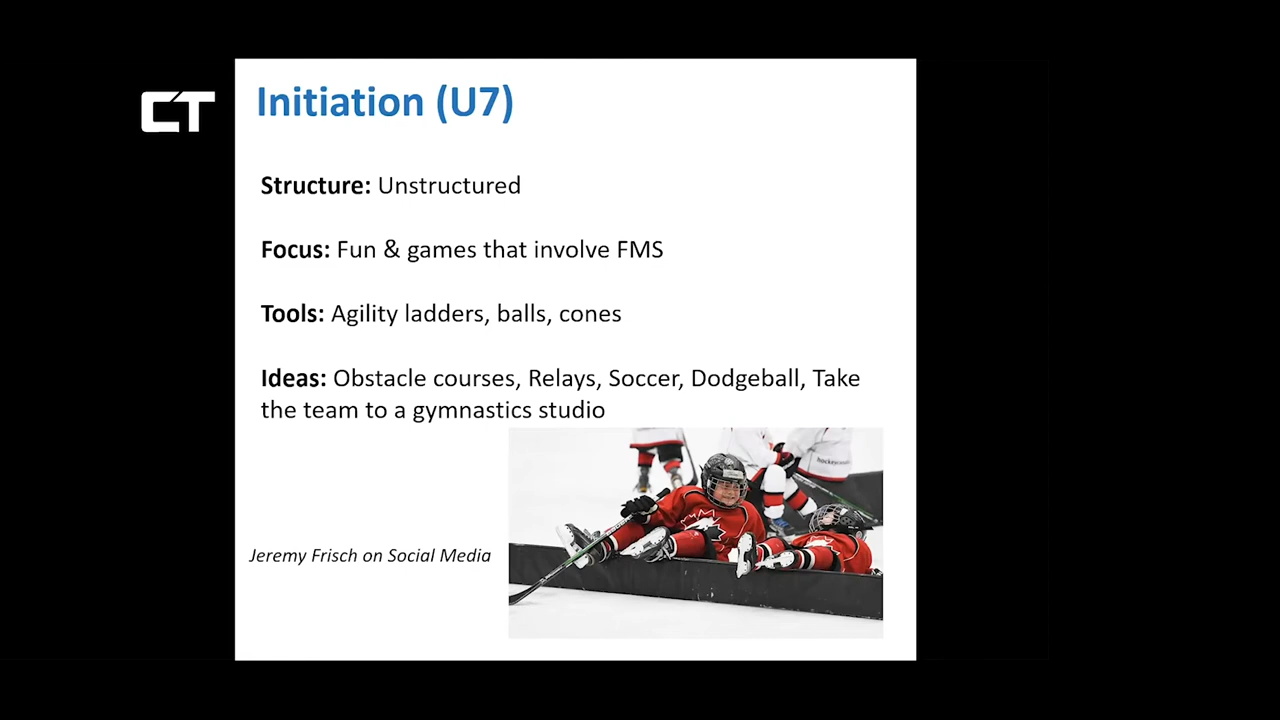 CT
Initiation (U7)
Structure: Unstructured
Focus: Fun & games that involve FMS
Tools: Agility ladders, balls, cones
Ideas: Obstacle courses, Relays, Soccer, Dodgeball, Take
the team to a gymnastics studio
Jeremy Frisch on Social Media